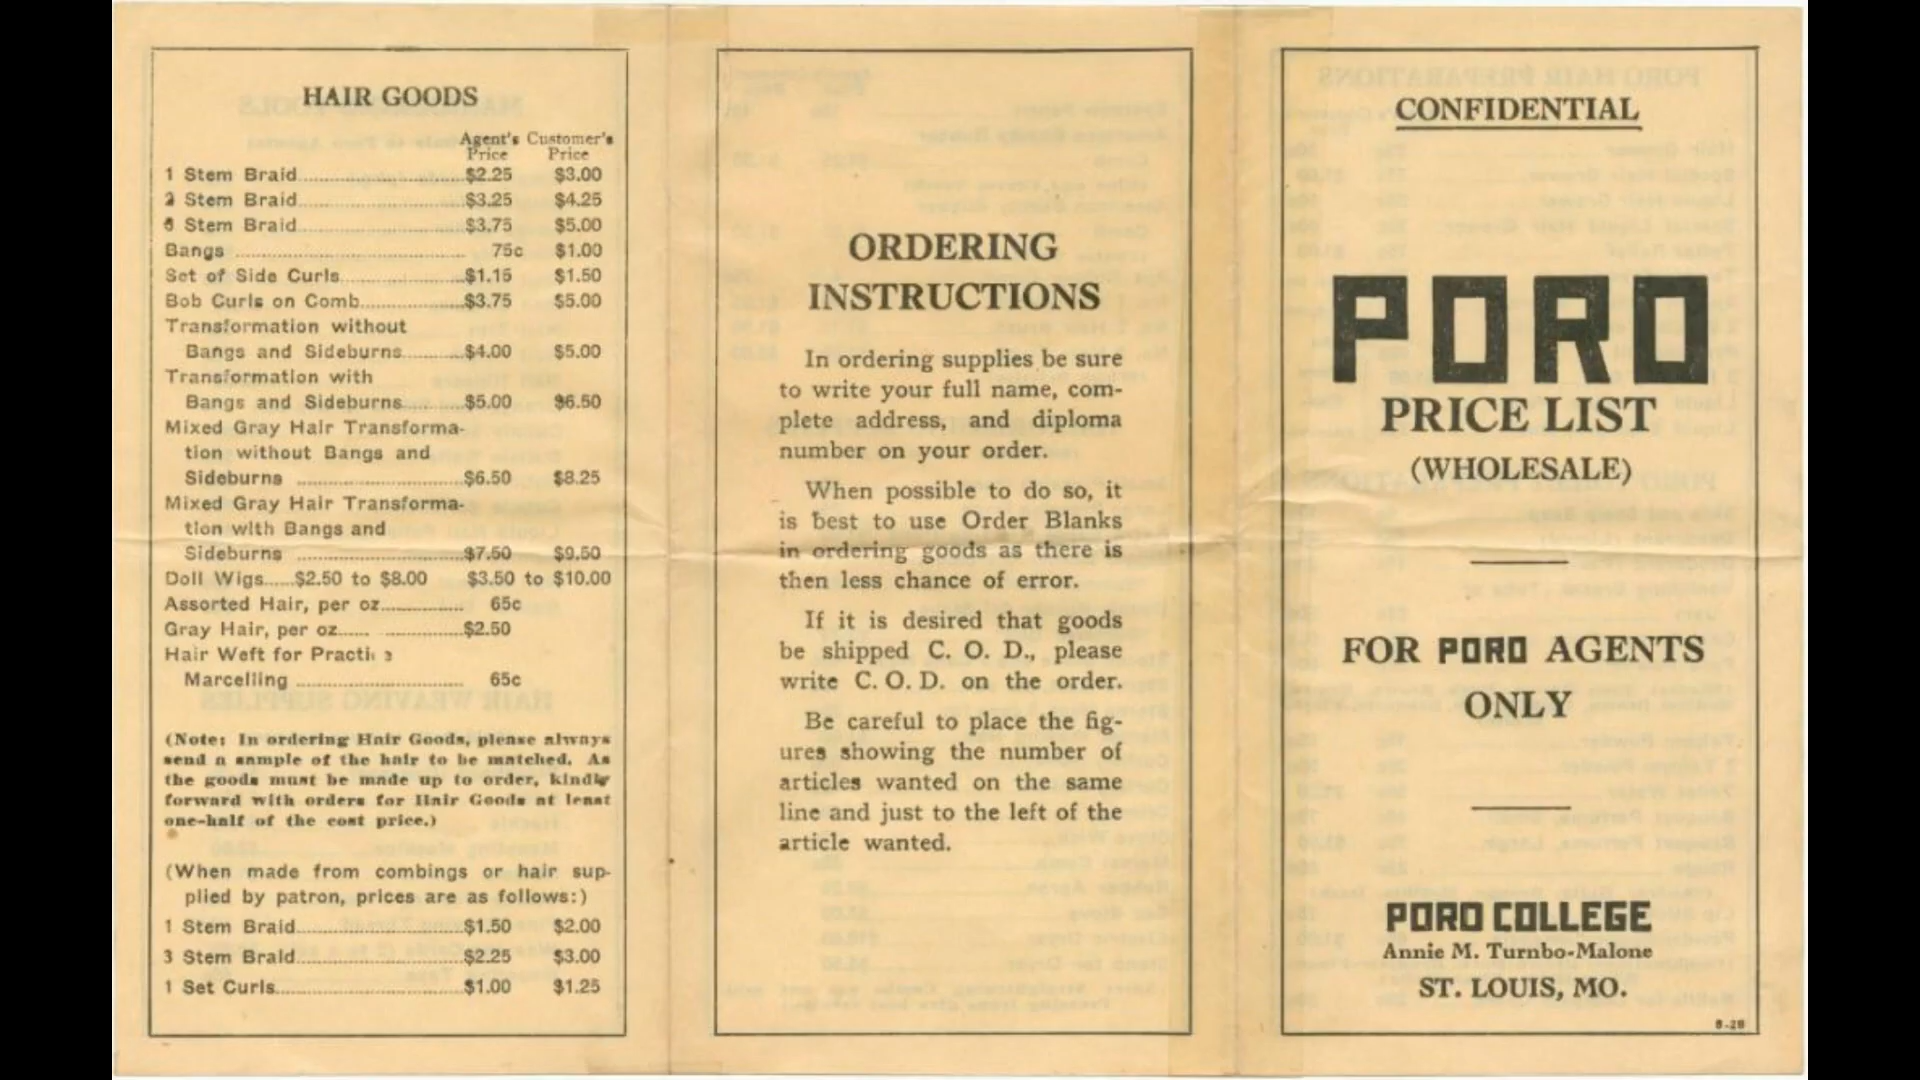 HAIR GOODS
Agent's Customer's
Price Price
1 Stem Braid $2.25 $3.00
2 Stem Braid $3.25 $4.25
Stem Braid $3.75 $5.00
Bangs 75c $1.00
Set of Side Curls $1.15 $1.50
Bob Curls on Comb $3.75 $5.00
Transformation without
Bangs and Sideburns $4.00 $5.00
Transformation with
Bangs and Sideburns $5.00 $6.50
Mixed Gray Hair Transforma-
tion without Bangs and
Sideburns $6.50 $8.25
Mixed Gray Hair Transforma-
tion with Bangs and
Sideburns $7.50 $9.50
Doll Wigs $2.50 to $8.00 $3.50 to $10.00
Assorted Hair, per oz. 65c
Gray Hair, per oz. $2.50
Hair Weft for
Marcelling 65c
(Note: In ordering Hair Goods, please always
send a sample of the hair to be matched. As
the goods must be made up to order, kindly
forward with orders for Hair Goods at least
one-half of the cost price.)
(When made from combings or hair sup-
plied by patron, prices are as follows:)
1 Stem Braid $1.50 $2.00
3 Stem Braid $2.25 $3.00
1 Set Curls $1.00 $1.25
ORDERING
INSTRUCTIONS
In ordering supplies be sure
to write your full name, com-
plete address, and diploma
number on your order.
When possible to do so, it
is best to use Order Blanks
in ordering goods as there is
then less chance of error.
If it is desired that goods
be shipped C. O. D., please
write C. O. D. on the order.
Be careful to place the fig-
ures showing the number of
articles wanted on the same
line and just to the left of the
article wanted.
CONFIDENTIAL
PORO
PRICE LIST
(WHOLESALE)
FOR PORO AGENTS
ONLY
PORO COLLEGE
Annie M. Turnbo-Malone
ST. LOUIS, MO.